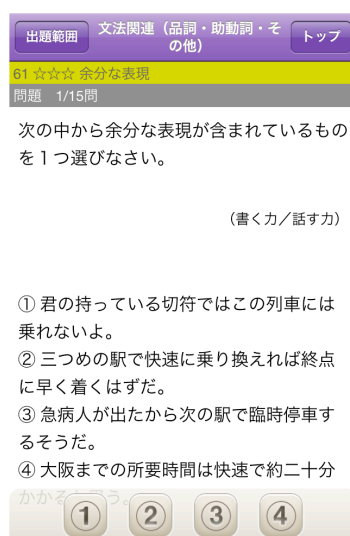 出題範囲
文法関連（品詞・助動詞・そ
の他）
トップ
61 ☆☆☆ 余分な表現
問題　1/15問
次の中から余分な表現が含まれているもの
を１つ選びなさい。
（書く力／話す力）
① 君の持っている切符ではこの列車には
乗れないよ。
② 三つめの駅で快速に乗り換えれば終点
に早く着くはずだ。
③ 急病人が出たから次の駅で臨時停車す
るそうだ。
④ 大阪までの所要時間は快速で約二十分
かかると思う。
1
2
3
4